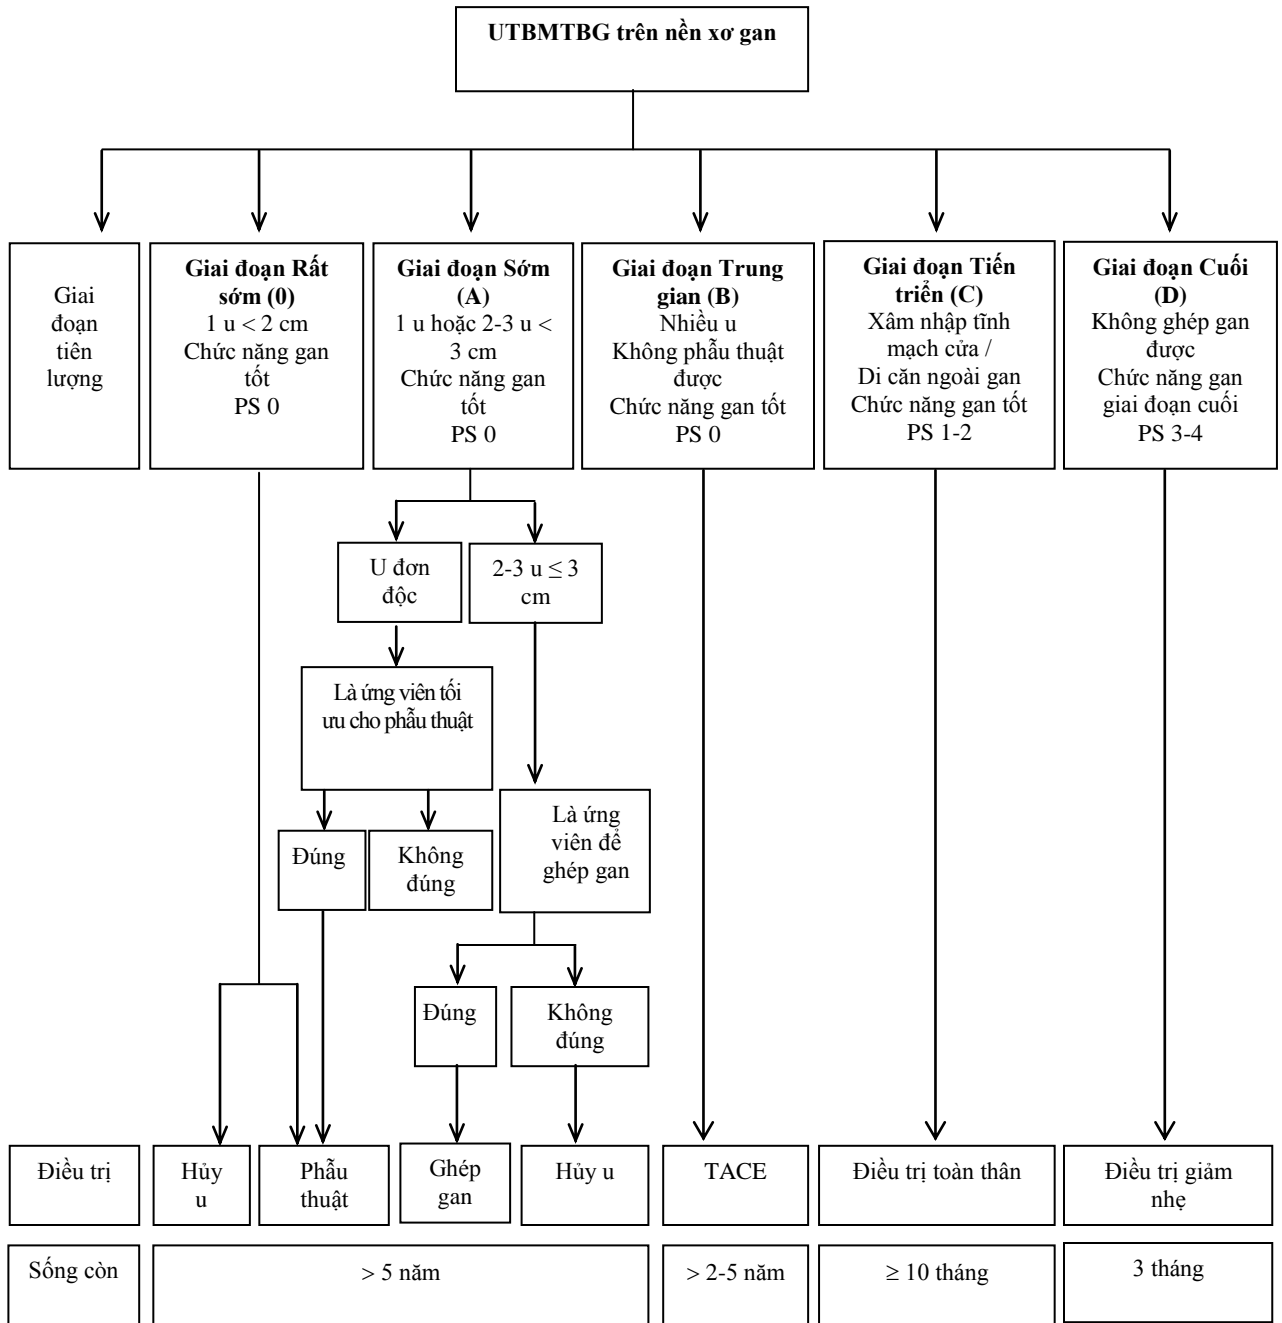 UTBMTBG trên nền xơ gan
Giai
đoạn
tiên
lượng
Giai đoạn Rất
sớm (0)
1 u < 2 cm
Chức năng gan
tốt
PS 0
Giai đoạn Sớm
(A)
1 u hoặc 2-3 u <
3 cm
Chức năng gan
tốt
PS 0
Giai đoạn Trung
gian (B)
Nhiều u
Không phẫu thuật
được
Chức năng gan tốt
PS 0
Giai đoạn Tiến
triển (C)
Xâm nhập tĩnh
mạch cửa /
Di căn ngoài gan
Chức năng gan tốt
PS 1-2
Giai đoạn Cuối
(D)
Không ghép gan
được
Chức năng gan
giai đoạn cuối
PS 3-4
U đơn
độc
2-3 u ≤ 3
cm
Là ứng viên tối
ưu cho phẫu thuật
Đúng
Không
đúng
Là ứng
viên để
ghép gan
Đúng
Không
đúng
Điều trị
Hủy
u
Phẫu
thuật
Ghép
gan
Hủy u
TACE
Điều trị toàn thân
Điều trị giảm
nhẹ
Sống còn
> 5 năm
> 2-5 năm
≥ 10 tháng
3 tháng